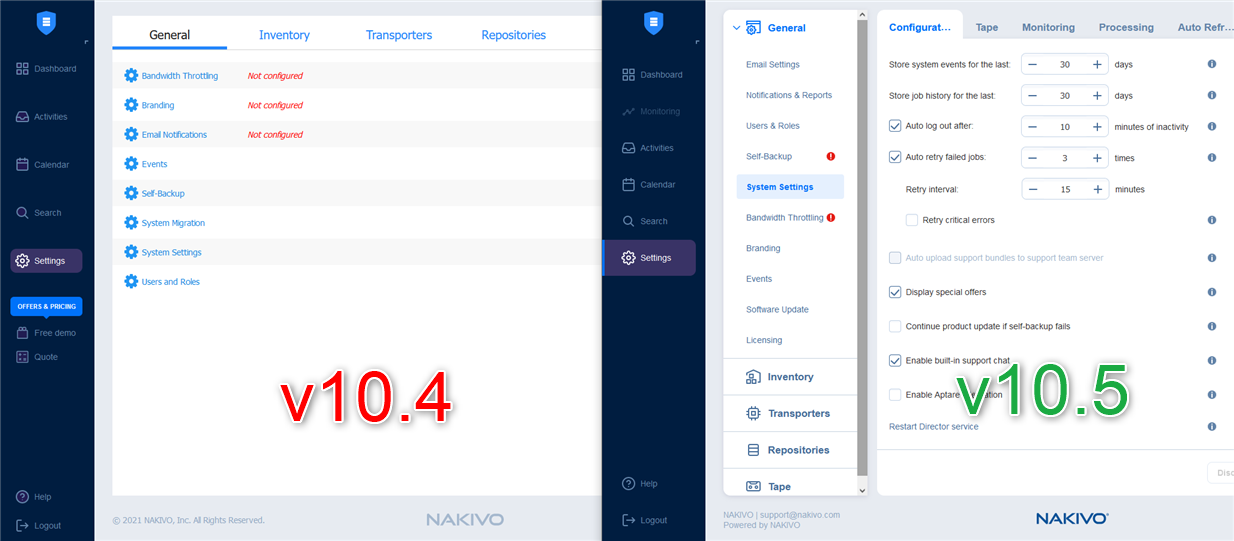 Dashboard
Activities
Calendar
Search
Settings
OFFERS & PRICING
Free demo
Quote
Help
Logout
General Inventory Transporters Repositories
Bandwidth Throttling Not configured
Branding Not configured
Email Notifications Not configured
Events
Self-Backup
System Migration
System Settings
Users and Roles
v10.4
© 2021 NAKIVO, Inc. All Rights Reserved.
NAKIVO
Dashboard
Monitoring
Activities
Calendar
Search
Settings
Help
Logout
General
Email Settings
Notifications & Reports
Users & Roles
Self-Backup
System Settings
Bandwidth Throttling
Branding
Events
Software Update
Licensing
Inventory
Transporters
Repositories
Tape
Configurat... Tape Monitoring Processing Auto Refr...
Store system events for the last: − 30 + days
Store job history for the last: − 30 + days
Auto log out after: − 10 + minutes of inactivity
Auto retry failed jobs: − 3 + times
Retry interval: − 15 + minutes
Retry critical errors
Auto upload support bundles to support team server
Display special offers
Continue product update if self-backup fails
Enable built-in support chat
Enable Aptare
v10.5
Restart Director service
NAKIVO | support@nakivo.com
Powered by NAKIVO
NAKIVO